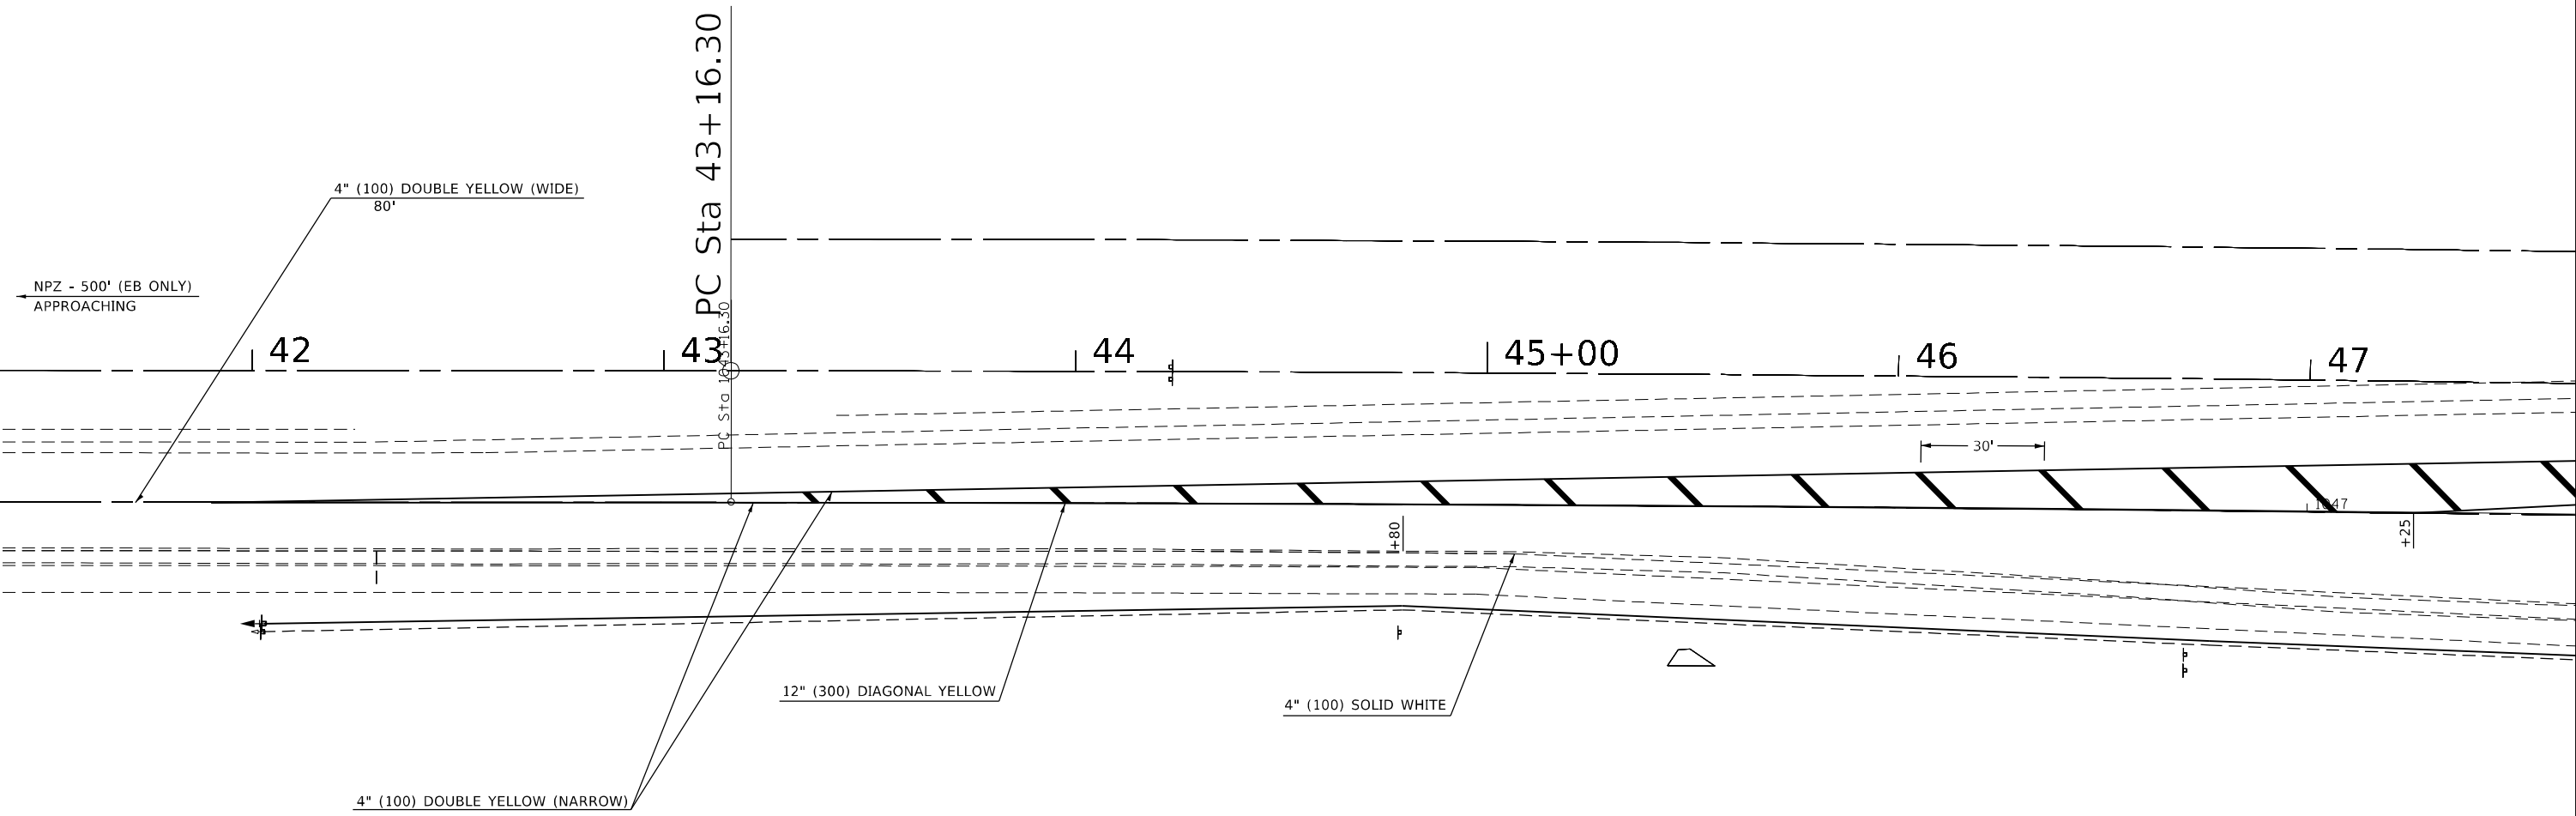 PC Sta 43+16.30
4" (100) DOUBLE YELLOW (WIDE)
80'
NPZ - 500' (EB ONLY)
APPROACHING
42
43
44
45+00
46
47
PC Sta 1043+16.30
30'
1047
+80
+25
12" (300) DIAGONAL YELLOW
4" (100) SOLID WHITE
4" (100) DOUBLE YELLOW (NARROW)